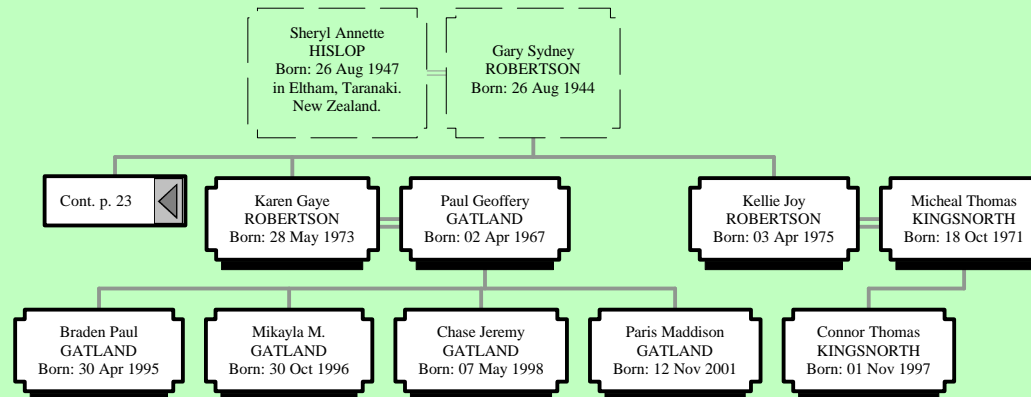 Sheryl Annette
HISLOP
Born: 26 Aug 1947
in Eltham, Taranaki.
New Zealand.
Gary Sydney
ROBERTSON
Born: 26 Aug 1944
Cont. p. 23
Karen Gaye
ROBERTSON
Born: 28 May 1973
Paul Geoffery
GATLAND
Born: 02 Apr 1967
Kellie Joy
ROBERTSON
Born: 03 Apr 1975
Micheal Thomas
KINGSNORTH
Born: 18 Oct 1971
Braden Paul
GATLAND
Born: 30 Apr 1995
Mikayla M.
GATLAND
Born: 30 Oct 1996
Chase Jeremy
GATLAND
Born: 07 May 1998
Paris Maddison
GATLAND
Born: 12 Nov 2001
Connor Thomas
KINGSNORTH
Born: 01 Nov 1997